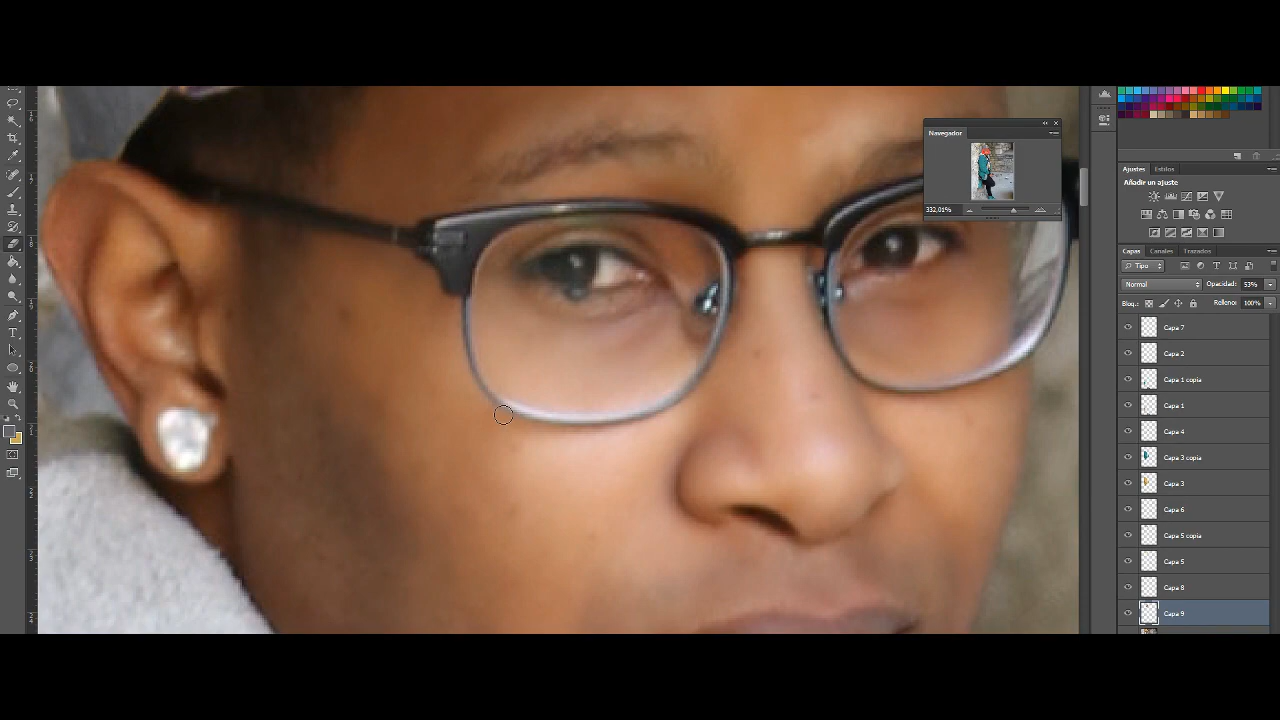 Navegador
332,01%
Ajustes Estilos
Añadir un ajuste
Capas Canales Trazados
Tipo
Normal Opacidad: 53%
Bloq.: Relleno: 100%
Capa 7
Capa 2
Capa 1 copia
Capa 1
Capa 4
Capa 3 copia
Capa 3
Capa 6
Capa 5 copia
Capa 5
Capa 8
Capa 9